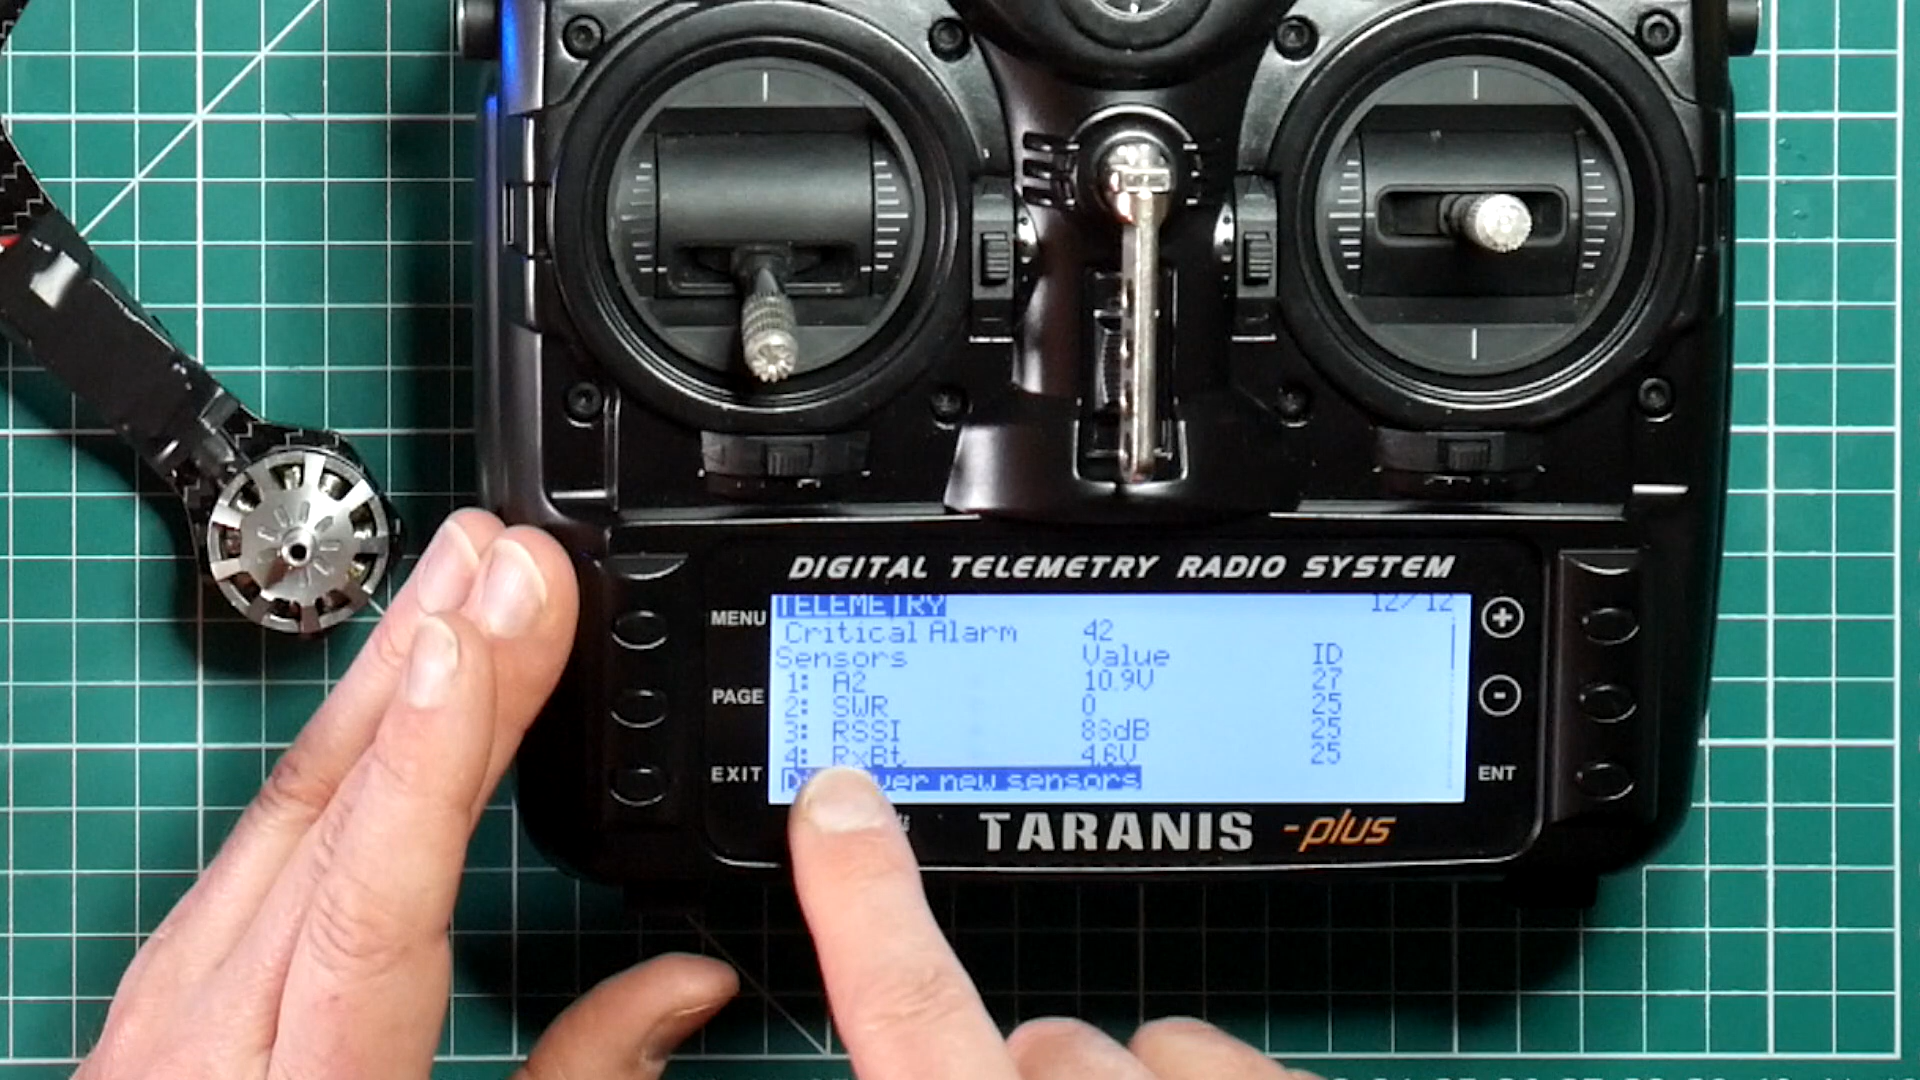 DIGITAL TELEMETRY RADIO SYSTEM
MENU
PAGE
EXIT
ENT
+
-
TELEMETRY 12/12
Critical Alarm 42
Sensors Value ID
1: A2 10.9V 27
2: SWR 0 25
3: RSSI 25
4: RxBt 4.6V 25
new sensors
TARANIS -plus